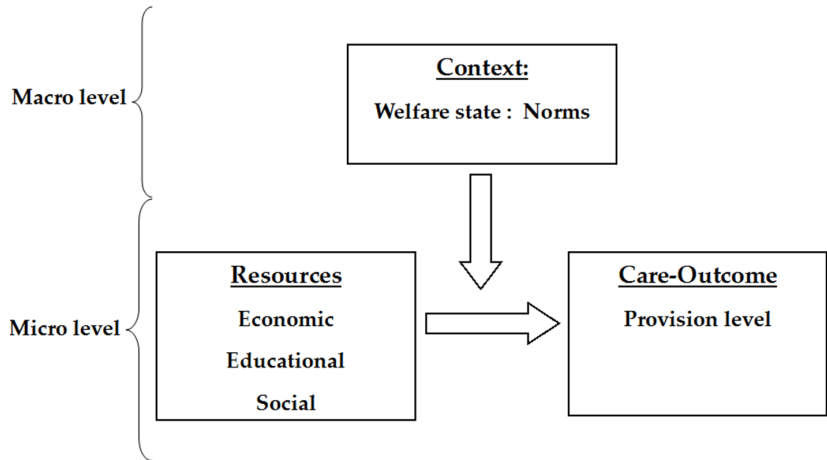 Macro level
Context:
Welfare state : Norms
Micro level
Resources
Economic
Educational
Social
Care-Outcome
Provision level